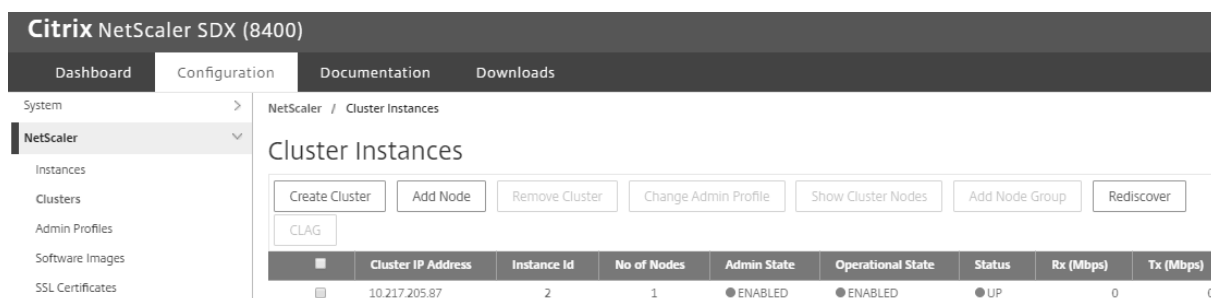 Citrix NetScaler SDX (8400)
Dashboard Configuration Documentation Downloads
System
NetScaler / Cluster Instances
NetScaler
Cluster Instances
Instances
Clusters
Create Cluster Add Node Remove Cluster Change Admin Profile Show Cluster Nodes Add Node Group Rediscover
Admin Profiles
CLAG
Software Images
Cluster IP Address Instance Id No of Nodes Admin State Operational State Status Rx (Mbps) Tx (Mbps)
SSL Certificates
10.217.205.87 2 1 ENABLED ENABLED UP 0 0